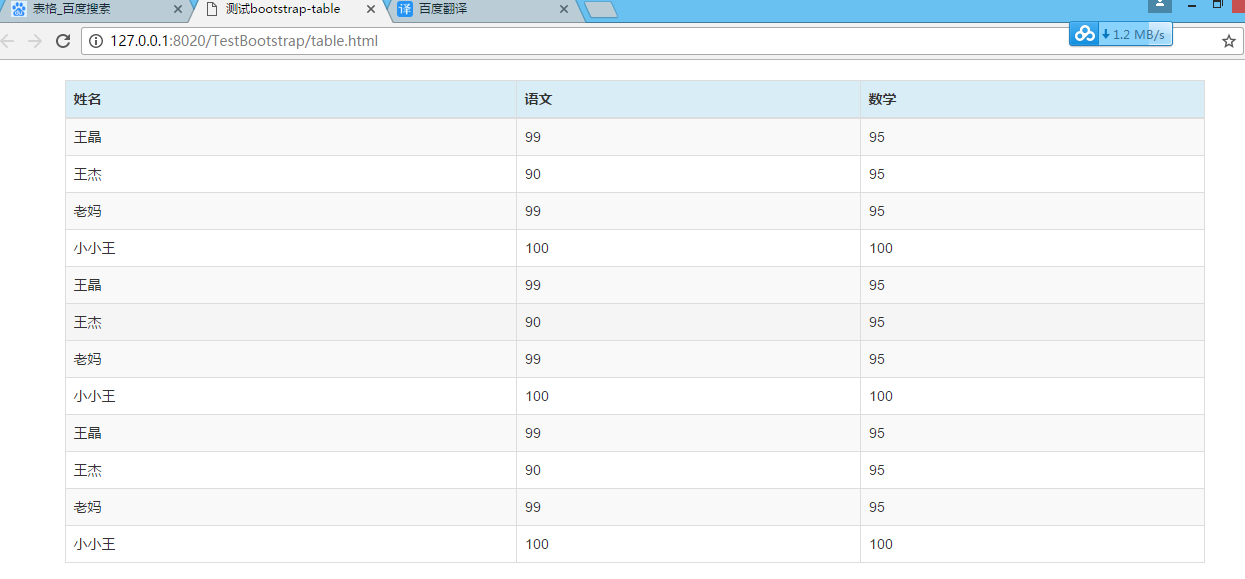 表格_百度搜索 测试bootstrap-table 译 百度翻译
127.0.0.1:8020/TestBootstrap/table.html 1.2 MB/s
姓名 语文 数学
王晶 99 95
王杰 90 95
老妈 99 95
小小王 100 100
王晶 99 95
王杰 90 95
老妈 99 95
小小王 100 100
王晶 99 95
王杰 90 95
老妈 99 95
小小王 100 100